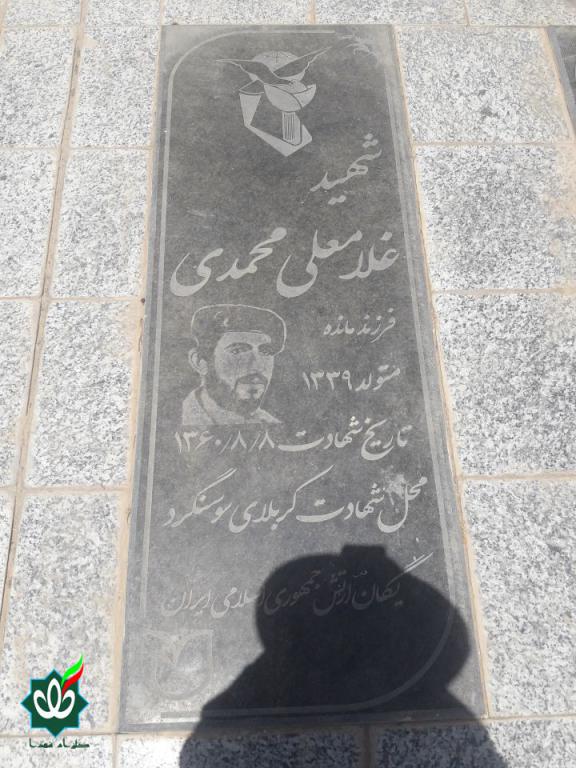 شهید
غلامعلی محمدی
فرزند مانده
متولد ۱۳۳۹
تاریخ شهادت ۱۳۶۰/۸/۸
محل شهادت کربلای سوسنگرد
یگان ارتش جمهوری اسلامی ایران